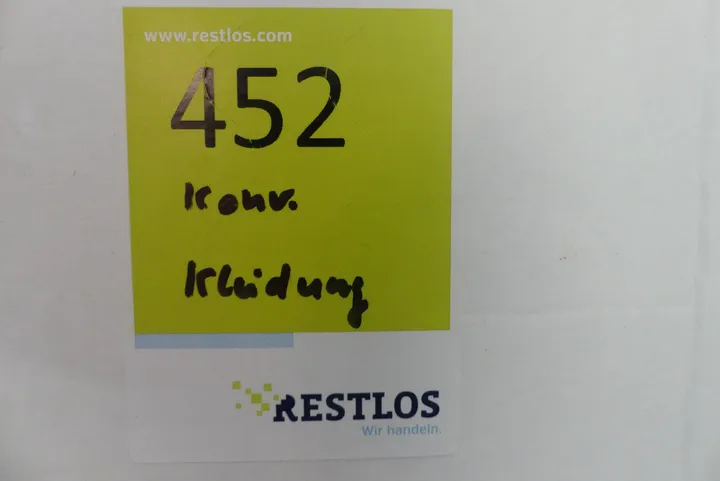 www.restlos.com
452
Konv.
Kleidung
RESTLOS
Wir handeln.